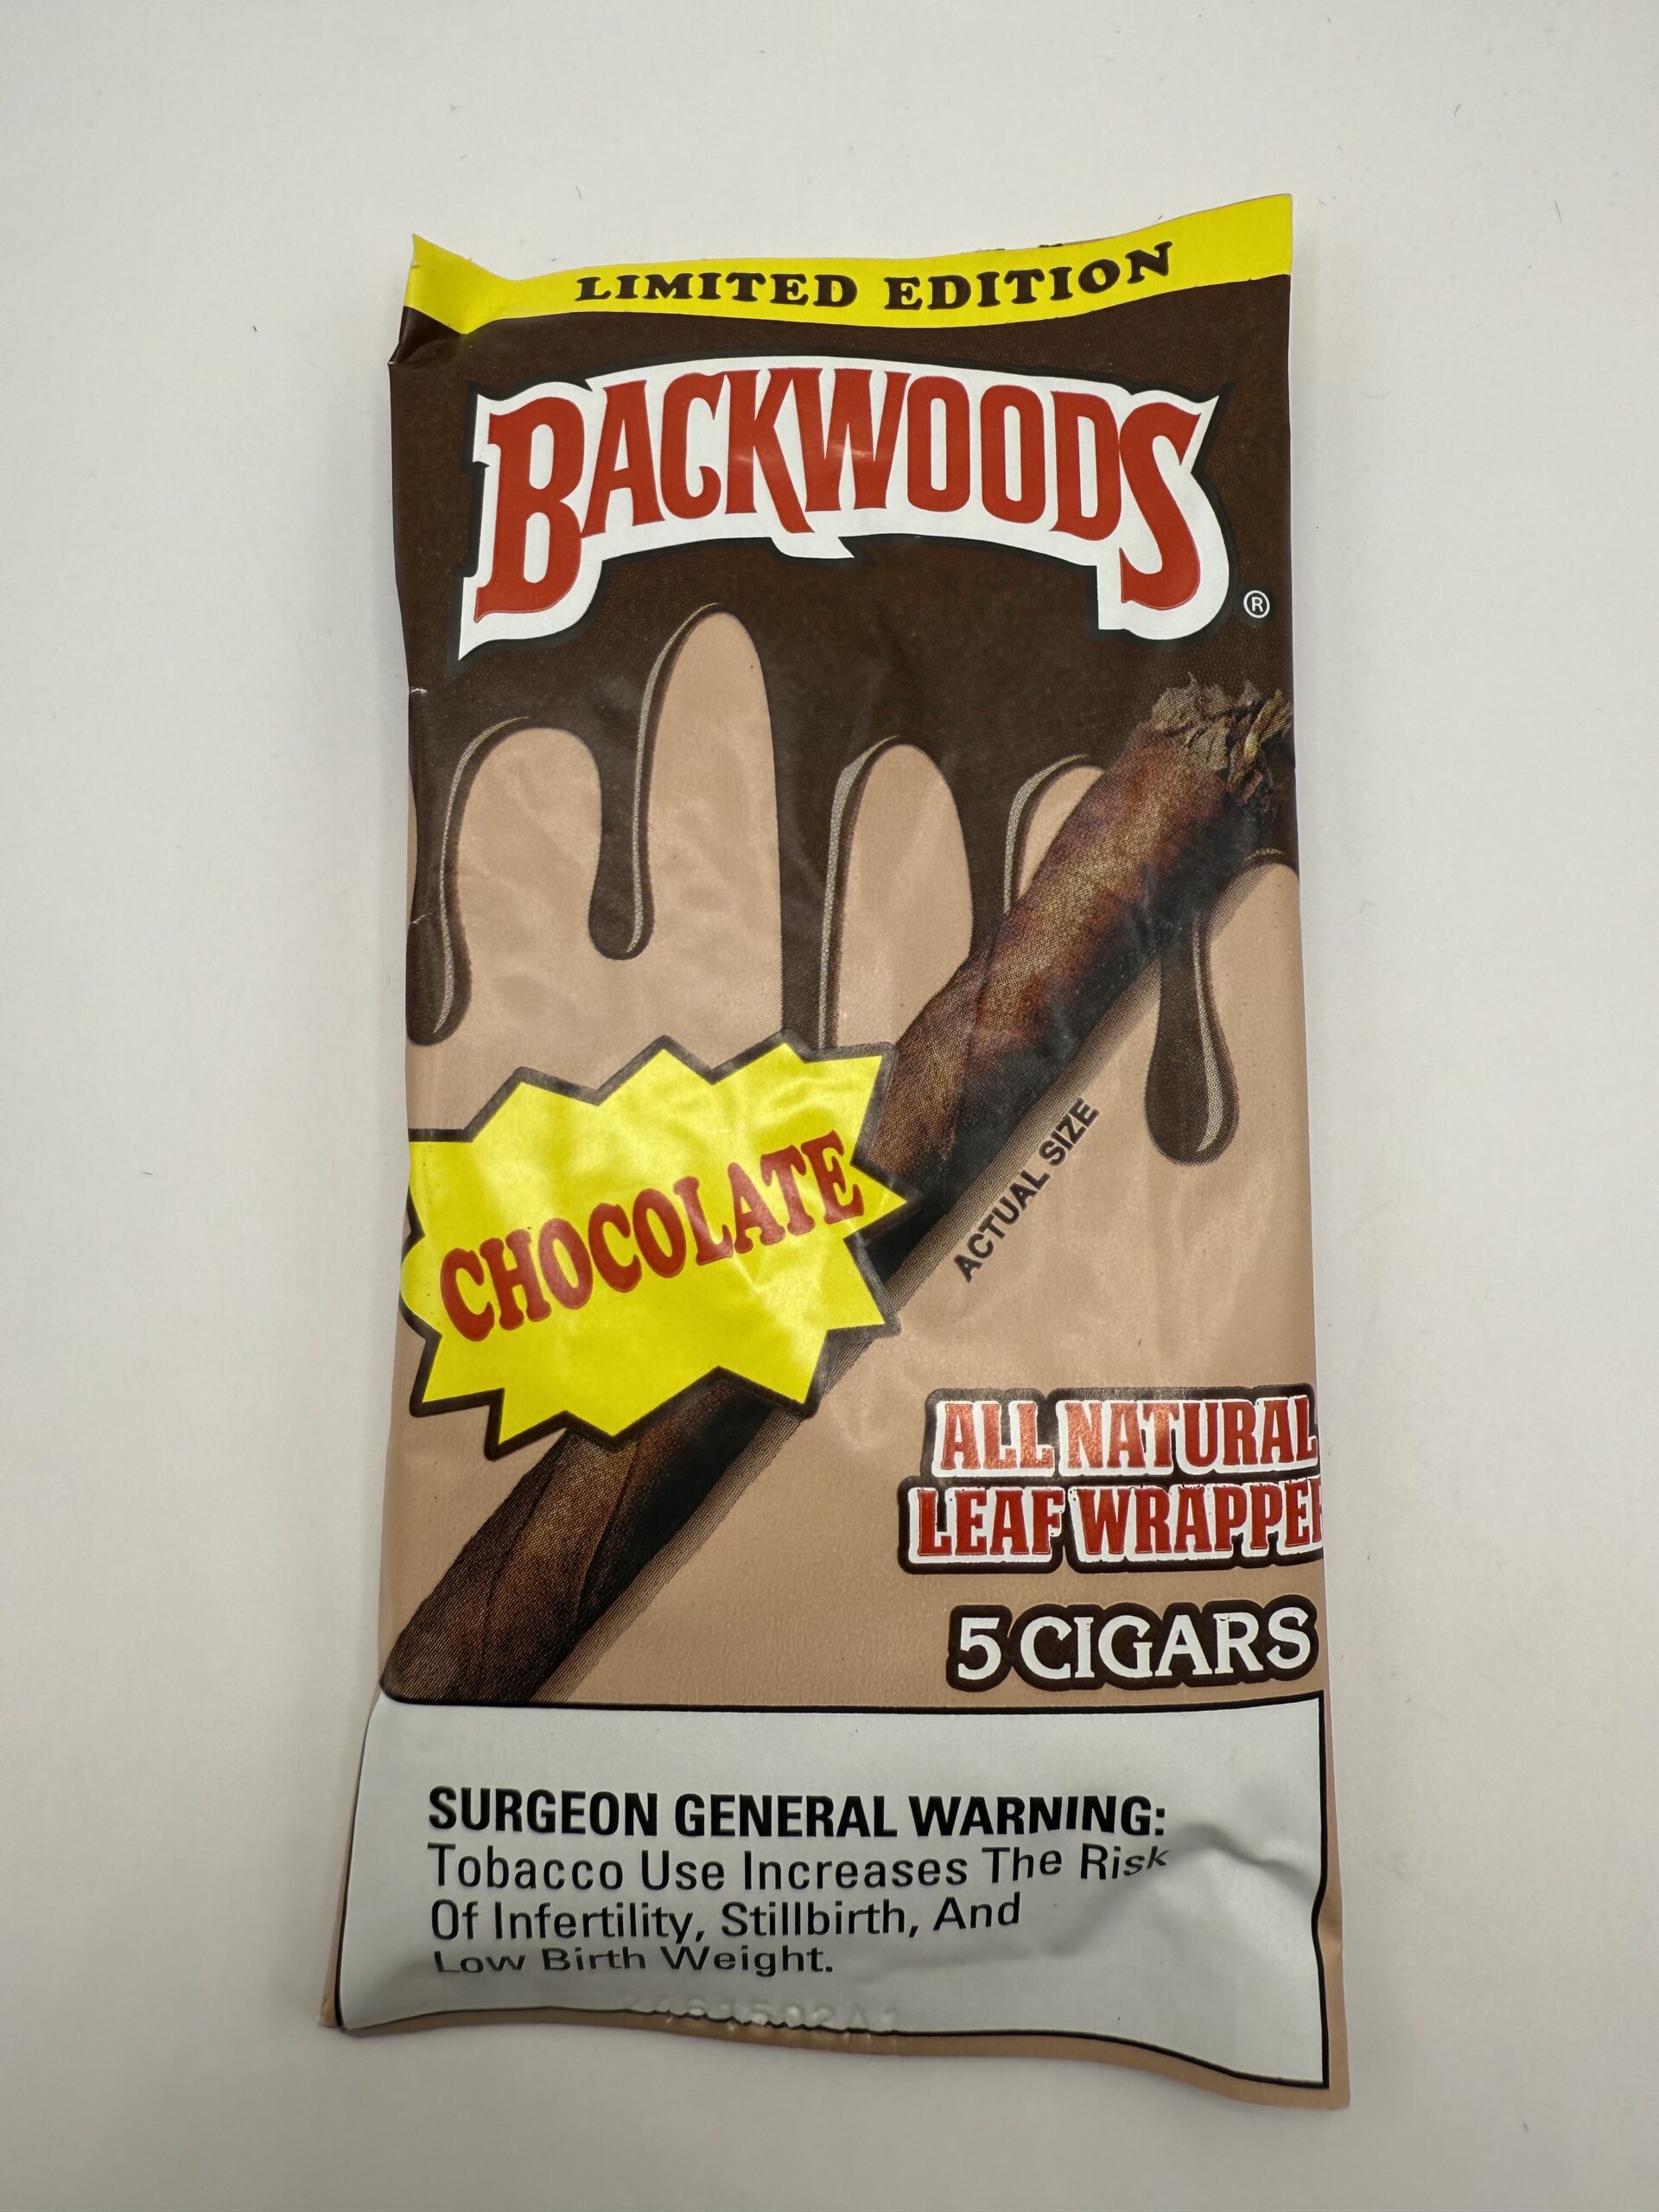 LIMITED EDITION
BACKWOODS®
ACTUAL SIZE
CHOCOLATE
ALL NATURAL
LEAF WRAPPER
5 CIGARS
SURGEON GENERAL WARNING:
Tobacco Use Increases The Risk
Of Infertility, Stillbirth, And
Low Birth Weight.